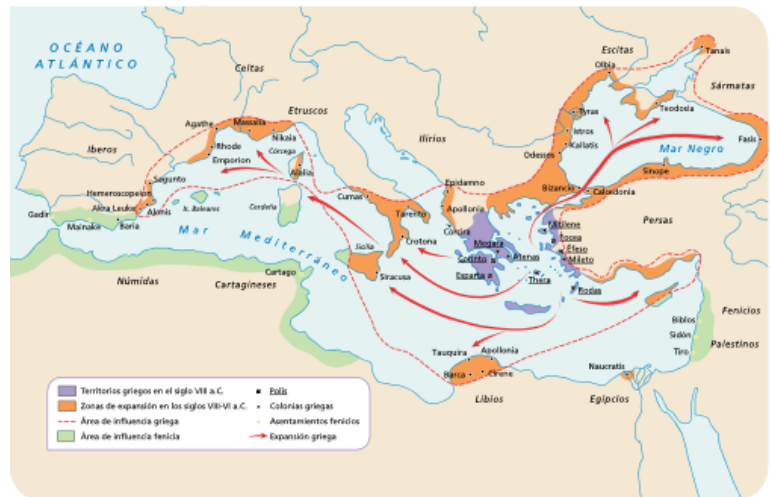 OCÉANO
ATLÁNTICO
Celtas
Escitas
Tanais
Olbia
Sármatas
Etruscos
Tyras
Teodosia
Agathe
Massalia
Nikaia
Ilirios
Istros
Kallatis
Fasis
Iberos
Rhode
Córcega
Mar Negro
Emporion
Odessos
Alalia
Sinope
Sagunto
Epidamno
Bizancio
Calcedonia
Hemeroscopeion
Cumas
Apollonia
Akra Leuke
Alonis
Is. Baleares
Cerdeña
Tarento
Persas
Gadir
Mainake
Baria
Corcira
Mitilene
Mar Mediterráneo
Crotona
Megara
Focea
Sicilia
Corinto
Atenas
Efeso
Mileto
Númidas
Cartago
Siracusa
Esparta
Thera
Cartagineses
Rodas
Fenicios
Biblos
Sidón
Palestinos
Tauquira
Apollonia
Tiro
Naucratis
Barca
Cirene
Libios
Egipcios
Territorios griegos en el siglo VIII a.C.
Polis
Zonas de expansión en los siglos VIII-VI a.C.
Colonias griegas
Área de influencia griega
Asentamientos fenicios
Área de influencia fenicia
Expansión griega